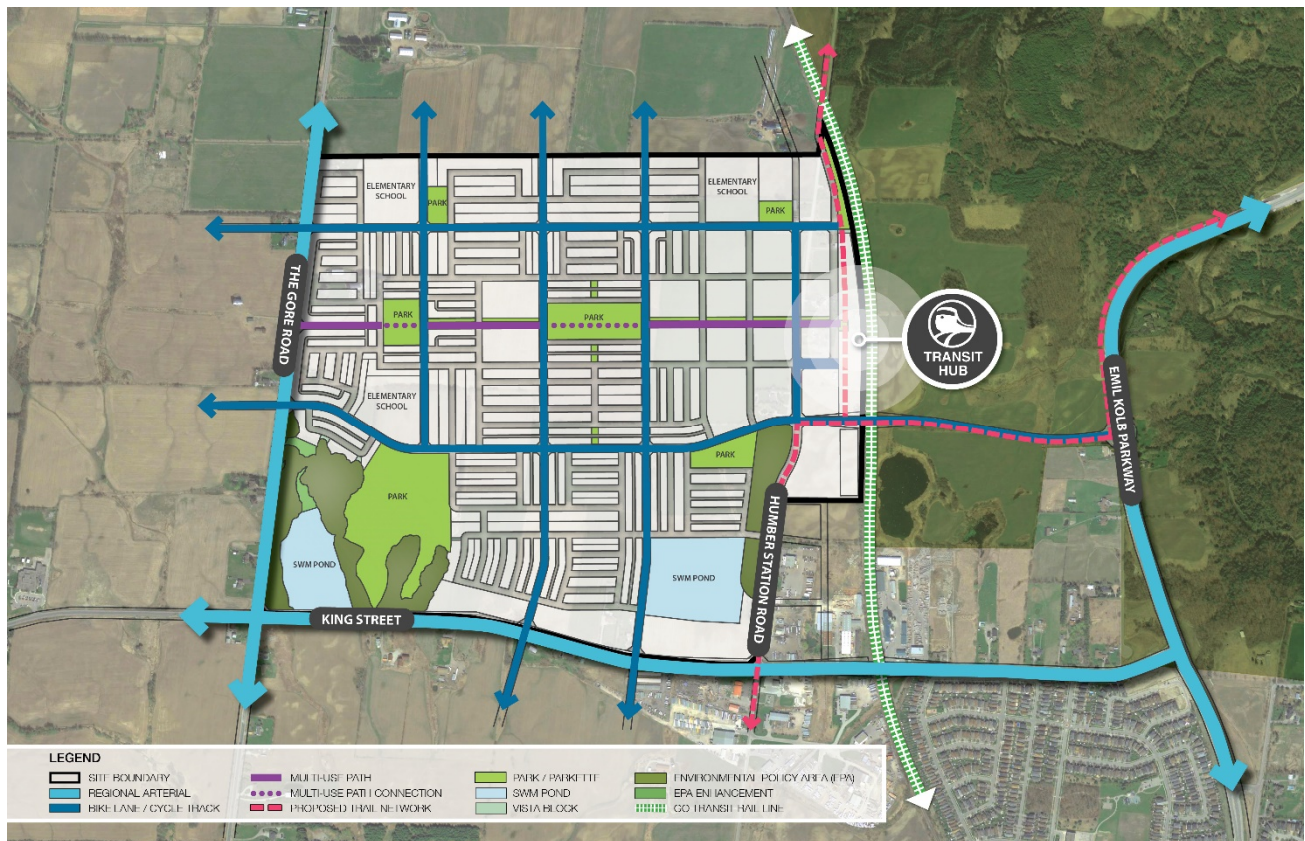 ELEMENTARY
SCHOOL
PARK
ELEMENTARY
SCHOOL
PARK
THE GORE ROAD
PARK
PARK
TRANSIT
HUB
EMIL KOLB PARKWAY
ELEMENTARY
SCHOOL
PARK
PARK
SWM POND
SWM POND
HUMBER STATION ROAD
KING STREET
LEGEND
SITE BOUNDARY
REGIONAL ARTERIAL
BIKE LANE / CYCLE TRACK
MULTI-USE PATH
MULTI-USE PATH CONNECTION
PROPOSED TRAIL NETWORK
PARK / PARKETTE
SWM POND
VISTA BLOCK
ENVIRONMENTAL POLICY AREA (EPA)
EPA ENHANCEMENT
GO TRANSIT RAIL LINE